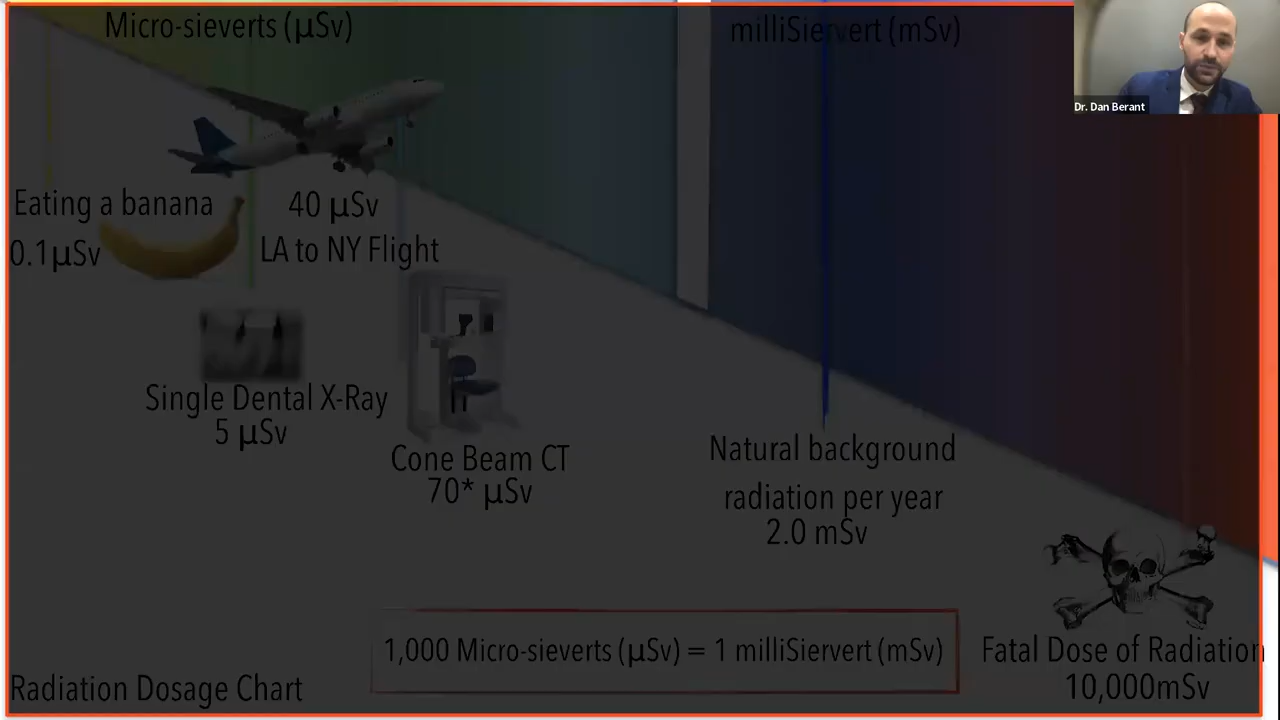 Micro-sieverts (µSv)
milliSiervert (mSv)
Dr. Dan Berant
Eating a banana
0.1µSv
40 µSv
LA to NY Flight
Single Dental X-Ray
5 µSv
Cone Beam CT
70* µSv
Natural background
radiation per year
2.0 mSv
1,000 Micro-sieverts (µSv) = 1 milliSiervert (mSv)
Fatal Dose of Radiation
10,000mSv
Radiation Dosage Chart